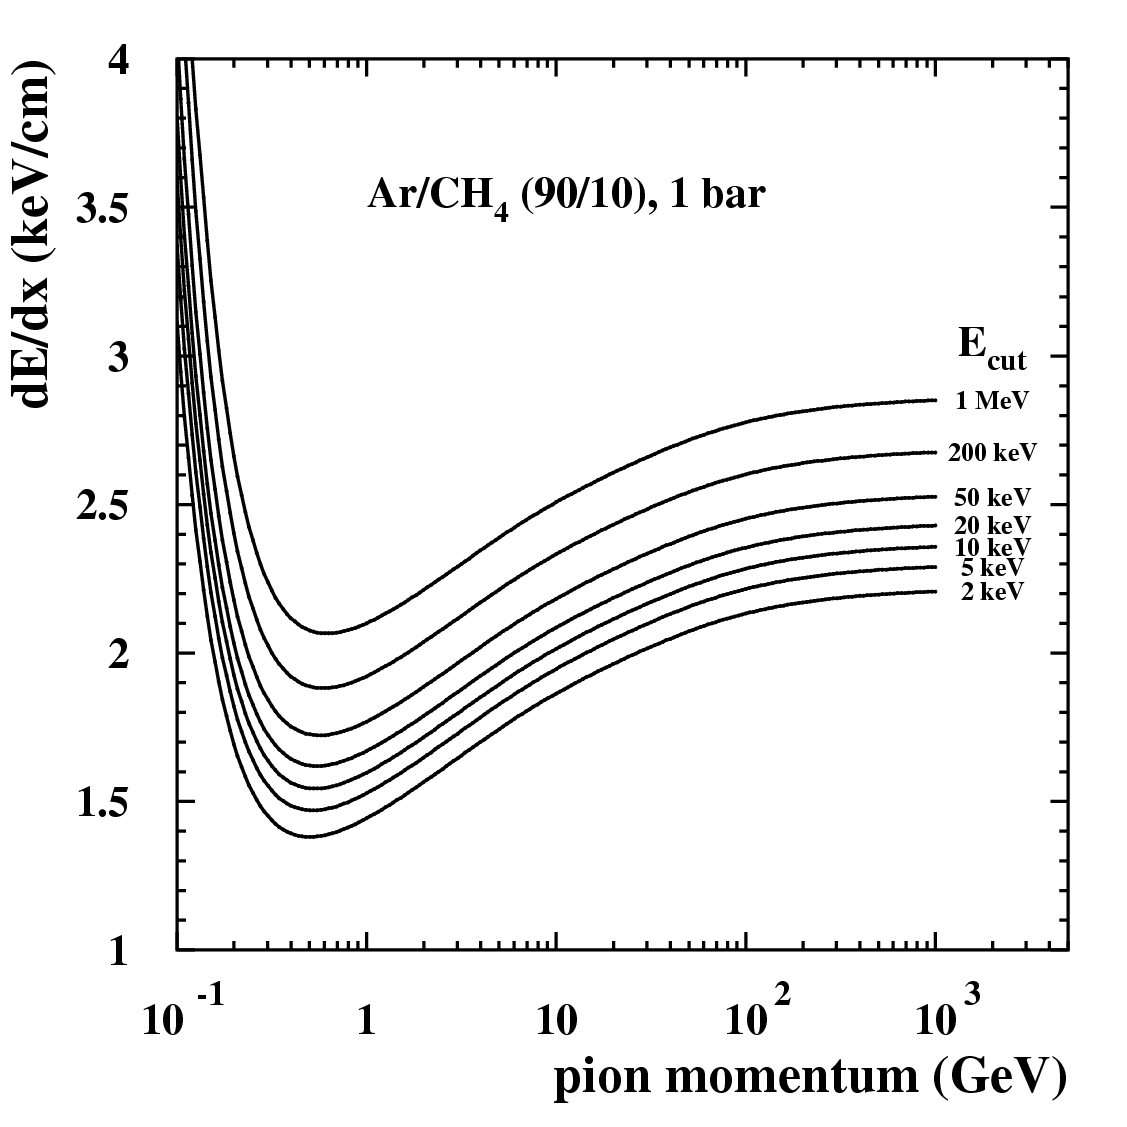 dE/dx (keV/cm)
4
3.5
3
2.5
2
1.5
1
Ar/CH4 (90/10), 1 bar
Ecut
1 MeV
200 keV
50 keV
20 keV
10 keV
5 keV
2 keV
10 -1 1 10 10 2 10 3
pion momentum (GeV)